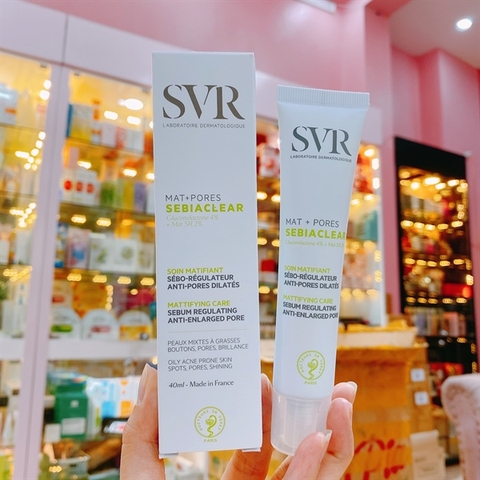 SVR
LABORATOIRE DERMATOLOGIQUE
MAT+PORES
SEBIACLEAR
SOIN MATIFIANT
SÉBO-RÉGULATEUR
ANTI-PORES DILATÉS
MATTIFYING CARE
SEBUM REGULATING
ANTI-ENLARGED PORE
PEAUX MIXTES À GRASSES
BOUTONS, PORES, BRILLANCE
OILY ACNE PRONE SKIN
SPOTS, PORES, SHINING
40ml - Made in France
PARIS
SVR
LABORATOIRE DERMATOLOGIQUE
MAT + PORES
SEBIACLEAR
SOIN MATIFIANT
SÉBO-RÉGULATEUR
ANTI-PORES DILATÉS
MATTIFYING CARE
SEBUM REGULATING
ANTI-ENLARGED PORE
PARIS